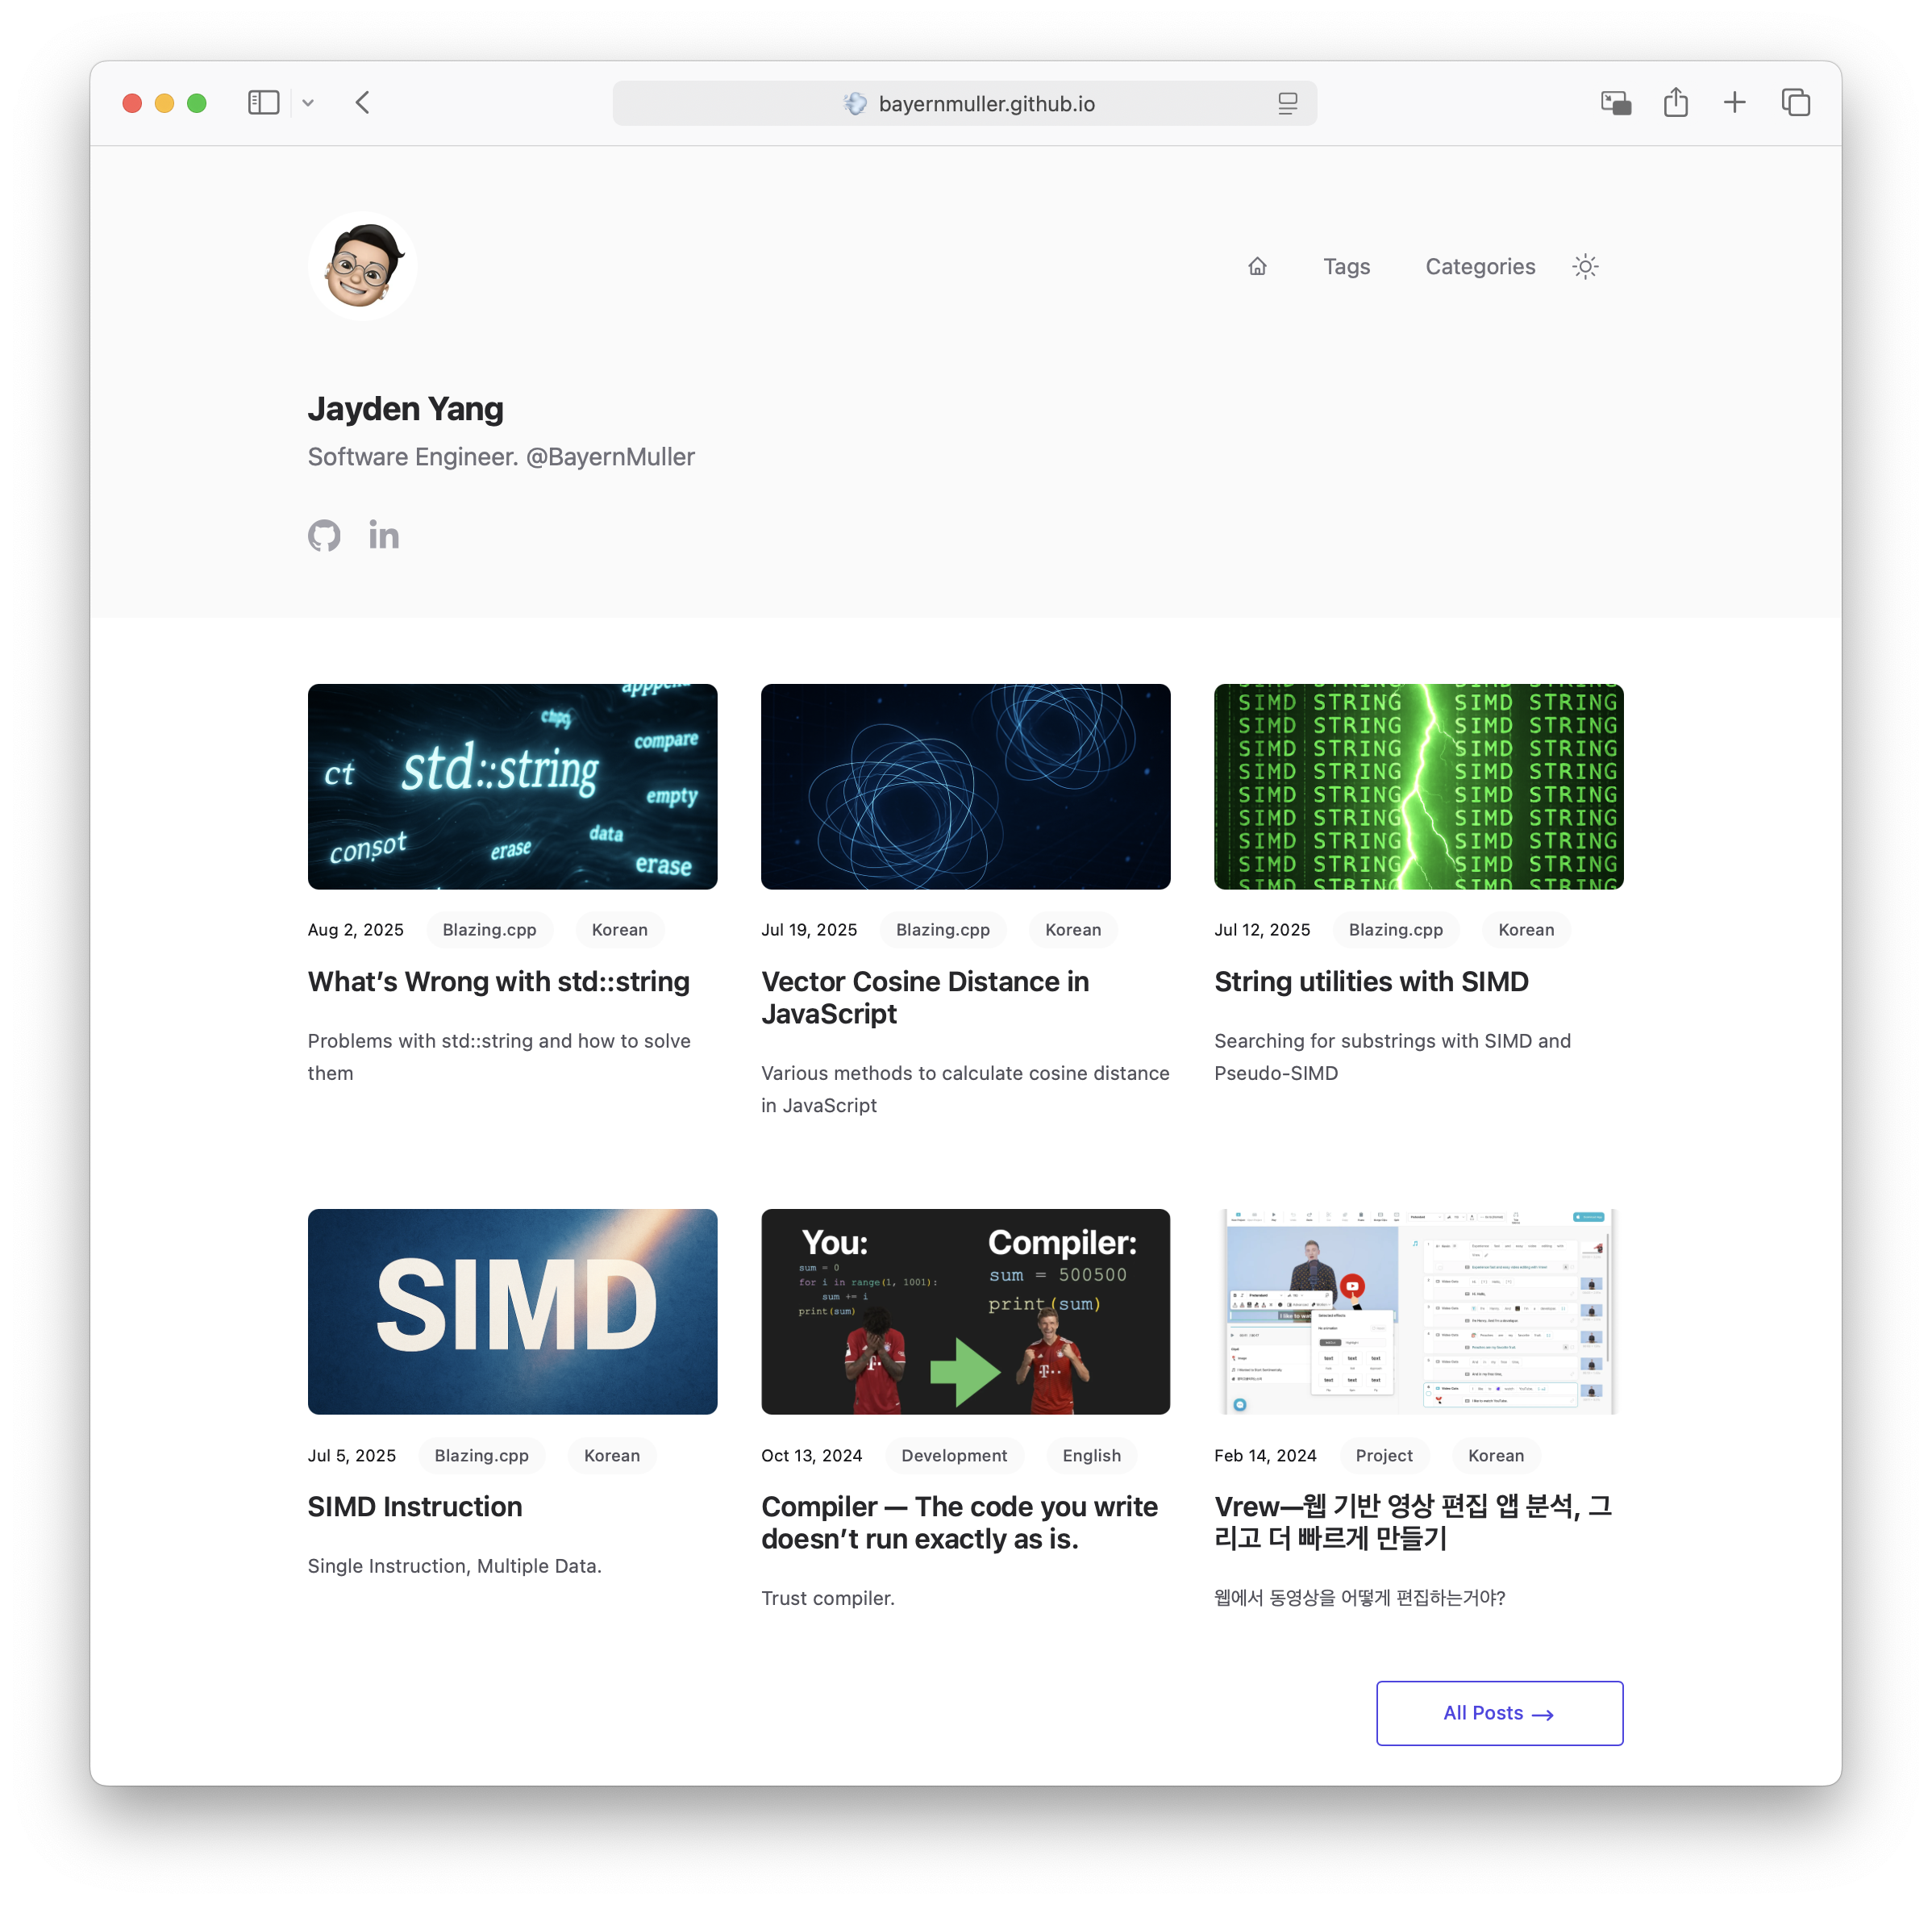 bayernmuller.github.io
Tags
Categories
Jayden Yang
Software Engineer. @BayernMuller
in
apppend
chpg
compare
ct
std::string
empty
data
consot
erase
erase
SIMD STRING SIMD STRING
SIMD STRING SIMD STRING
SIMD STRING SIMD STRING
SIMD STRING SIMD STRING
SIMD STRING SIMD STRING
SIMD STRING SIMD STRING
SIMD STRING SIMD STRING
SIMD STRING SIMD STRING
SIMD STRING SIMD STRING
Aug 2, 2025 Blazing.cpp Korean
What's Wrong with std::string
Problems with std::string and how to solve
them
Jul 19, 2025 Blazing.cpp Korean
Vector Cosine Distance in
JavaScript
Various methods to calculate cosine distance
in JavaScript
Jul 12, 2025 Blazing.cpp Korean
String utilities with SIMD
Searching for substrings with SIMD and
Pseudo-SIMD
SIMD
You:
sum = 0
for i in range(1, 1001):
sum += i
print(sum)
Compiler:
sum = 500500
print(sum)
Jul 5, 2025 Blazing.cpp Korean
SIMD Instruction
Single Instruction, Multiple Data.
Oct 13, 2024 Development English
Compiler — The code you write
doesn't run exactly as is.
Trust compiler.
Feb 14, 2024 Project Korean
Vrew—웹 기반 영상 편집 앱 분석, 그
리고 더 빠르게 만들기
웹에서 동영상을 어떻게 편집하는거야?
All Posts →